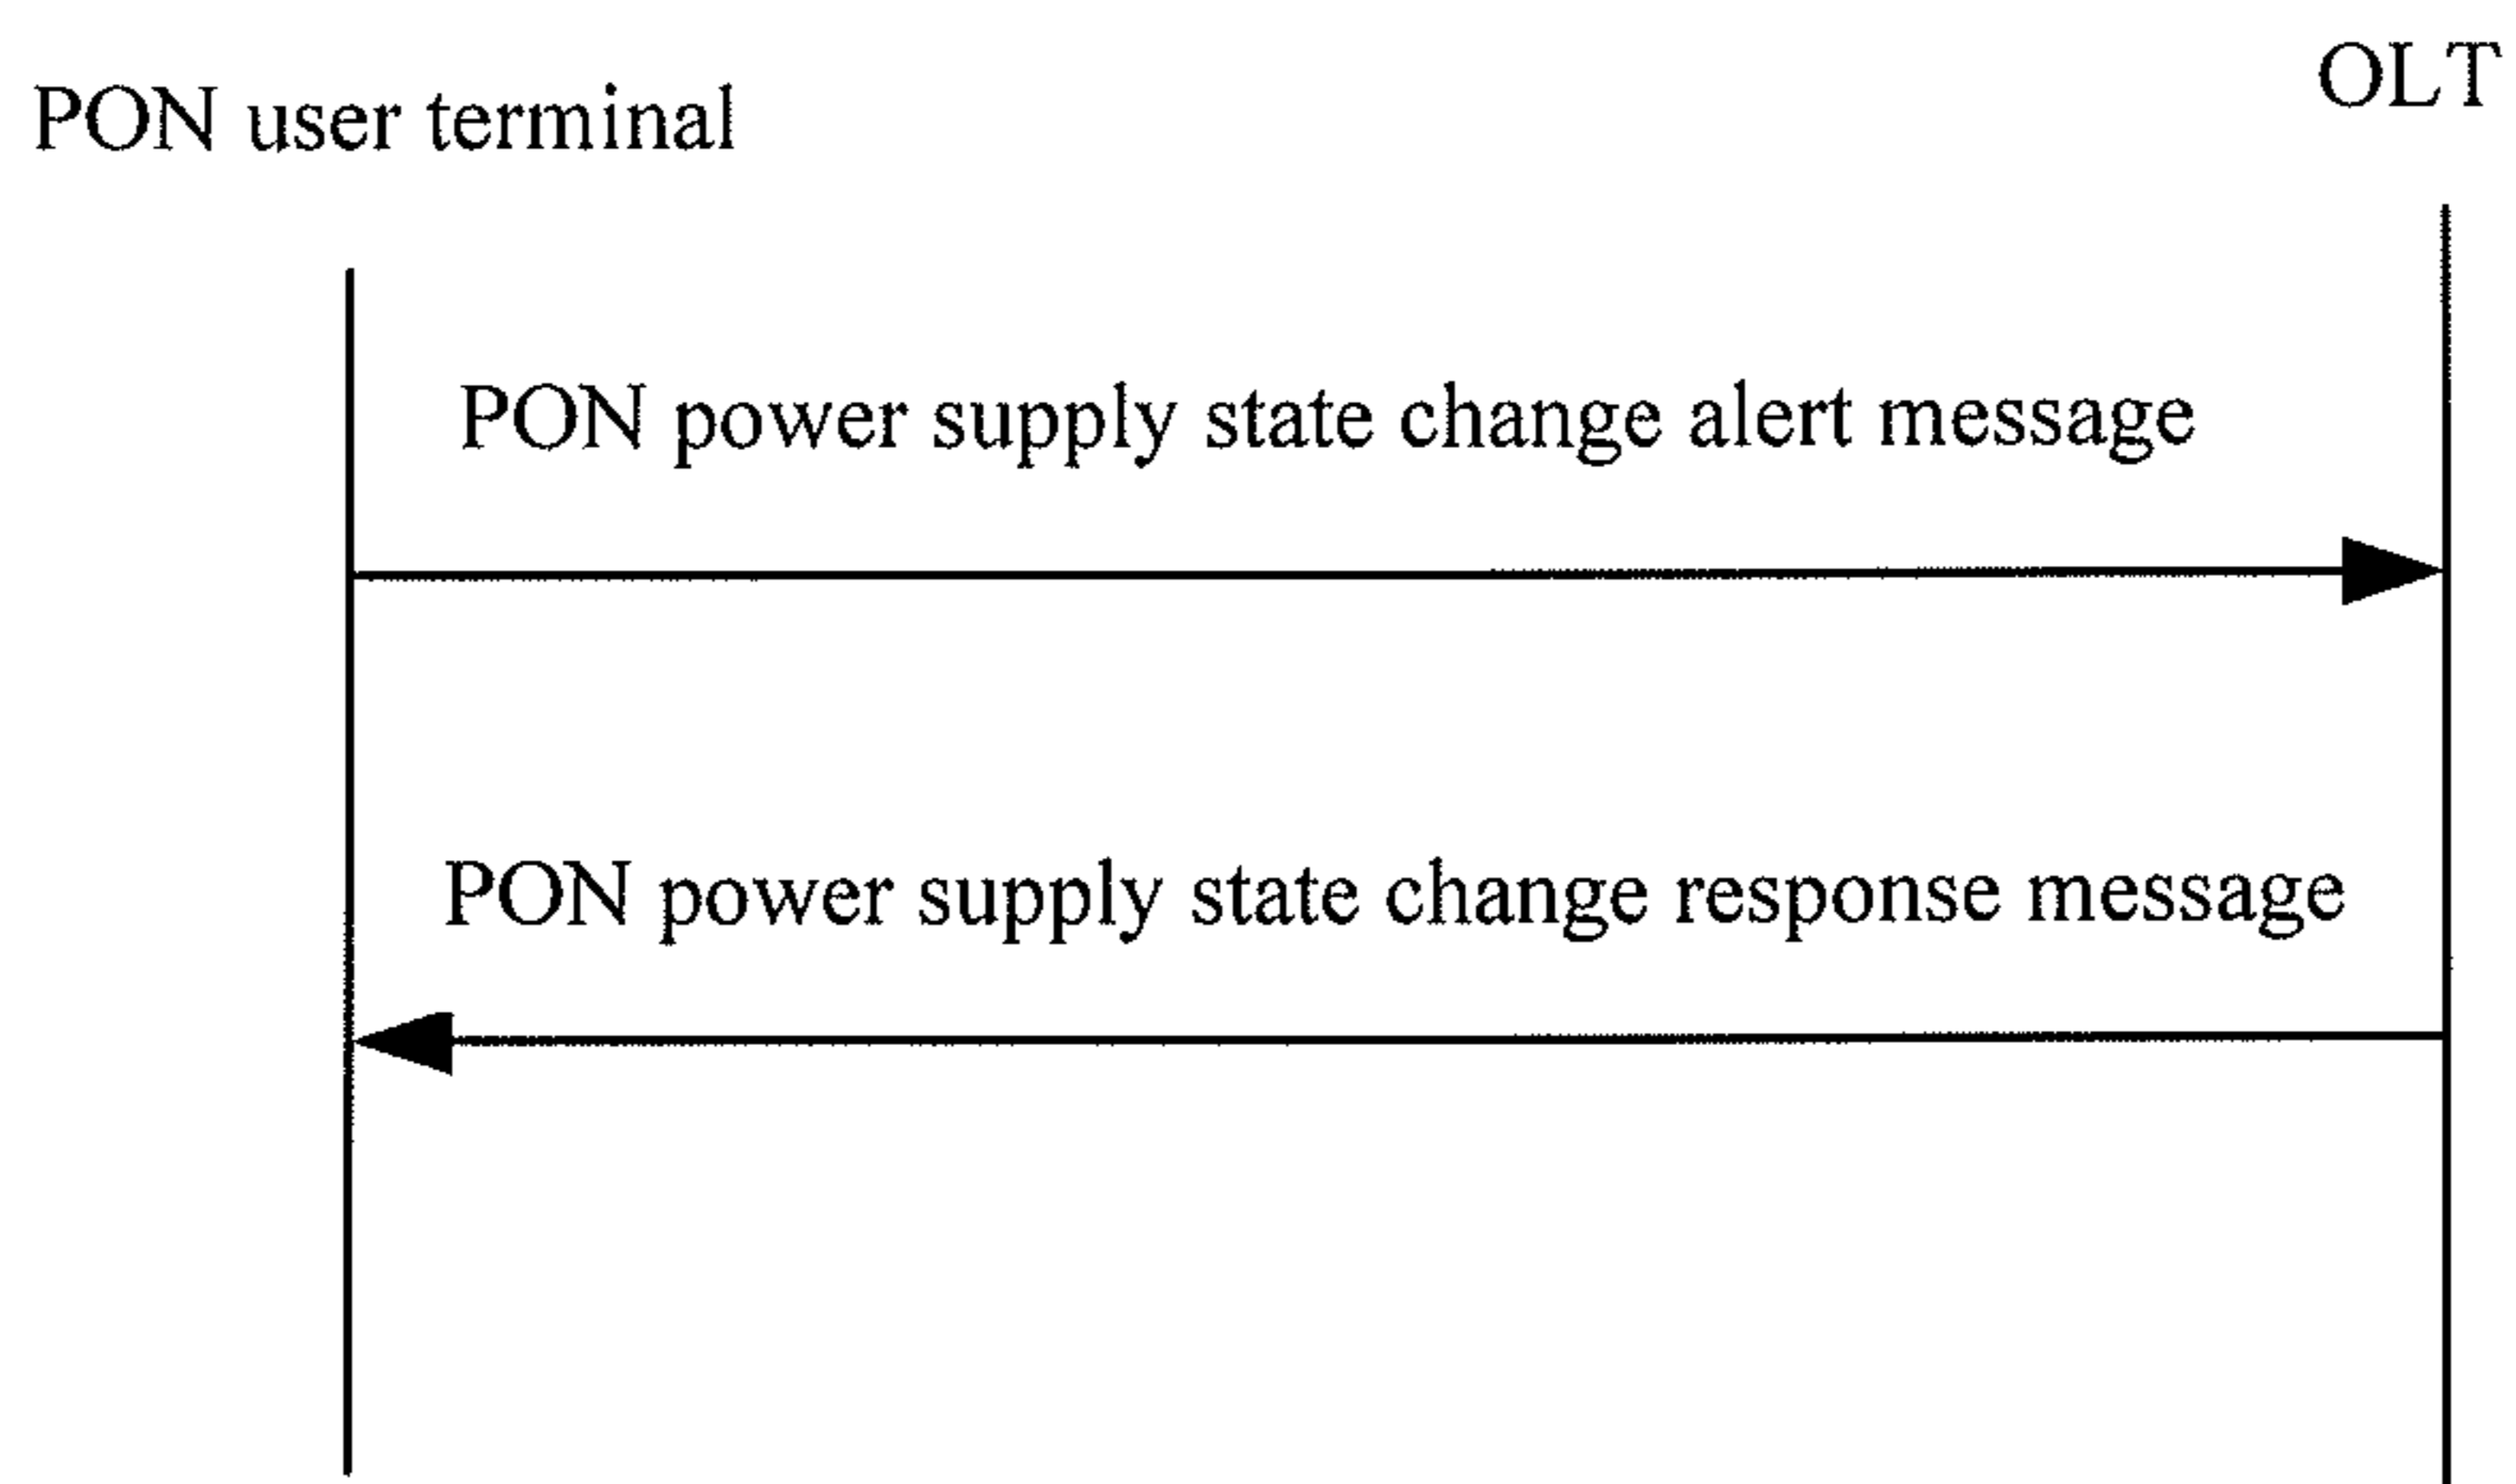 PON user terminal
OLT
PON power supply state change alert message
PON power supply state change response message